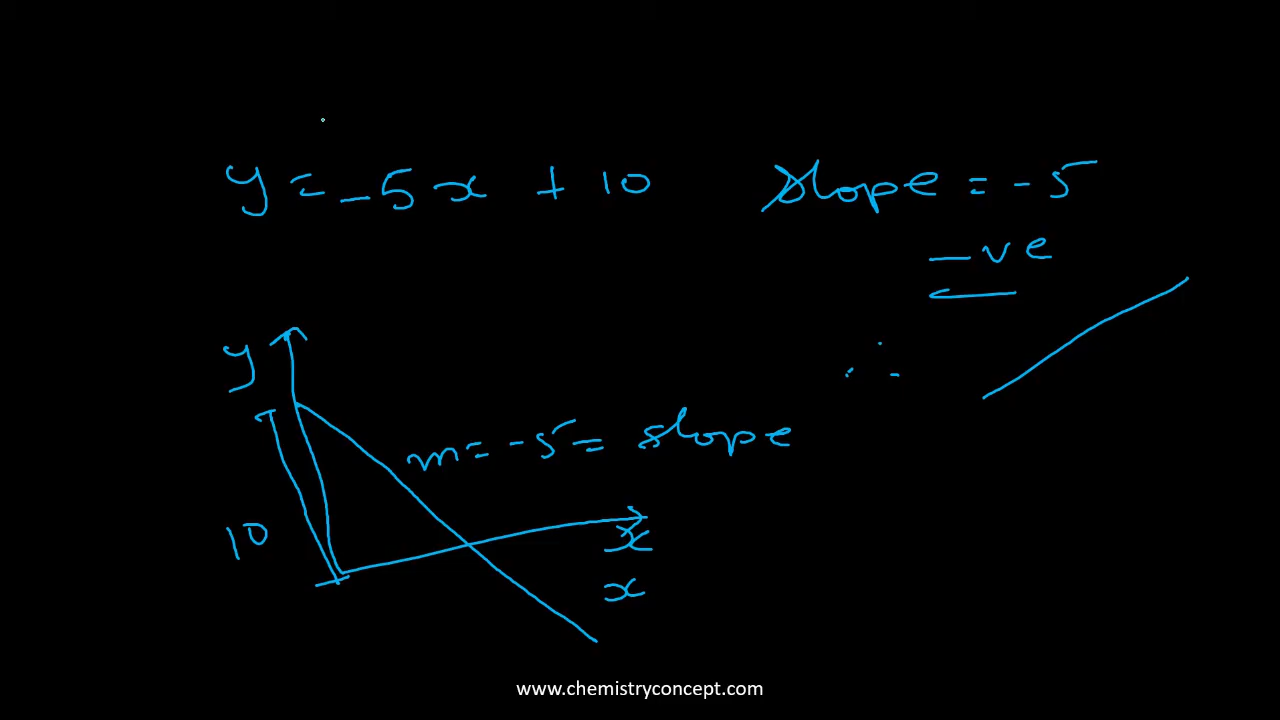 y = -5x + 10
slope = -5
-ve
∴
y
m = -5 = slope
10
x
x
www.chemistryconcept.com